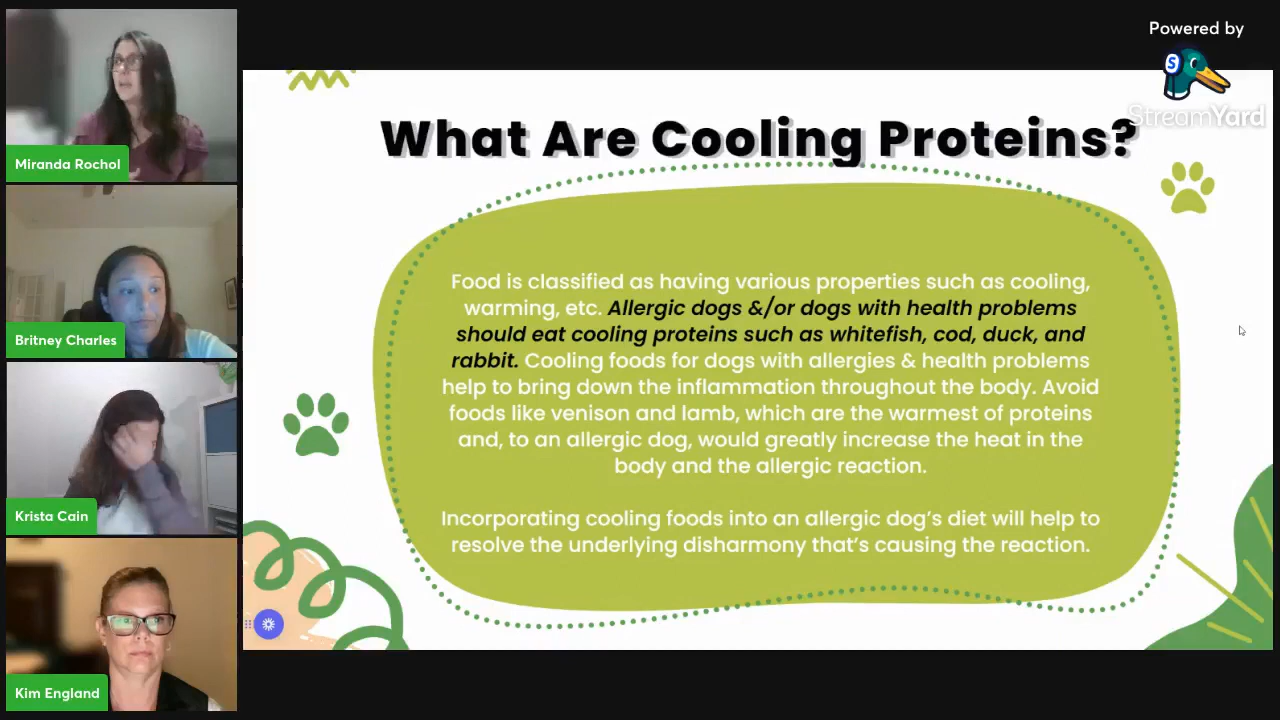 Powered by
StreamYard
Miranda Rochol
Britney Charles
Krista Cain
Kim England
What Are Cooling Proteins?
Food is classified as having various properties such as cooling,
warming, etc. Allergic dogs &/or dogs with health problems
should eat cooling proteins such as whitefish, cod, duck, and
rabbit. Cooling foods for dogs with allergies & health problems
help to bring down the inflammation throughout the body. Avoid
foods like venison and lamb, which are the warmest of proteins
and, to an allergic dog, would greatly increase the heat in the
body and the allergic reaction.
Incorporating cooling foods into an allergic dog's diet will help to
resolve the underlying disharmony that's causing the reaction.